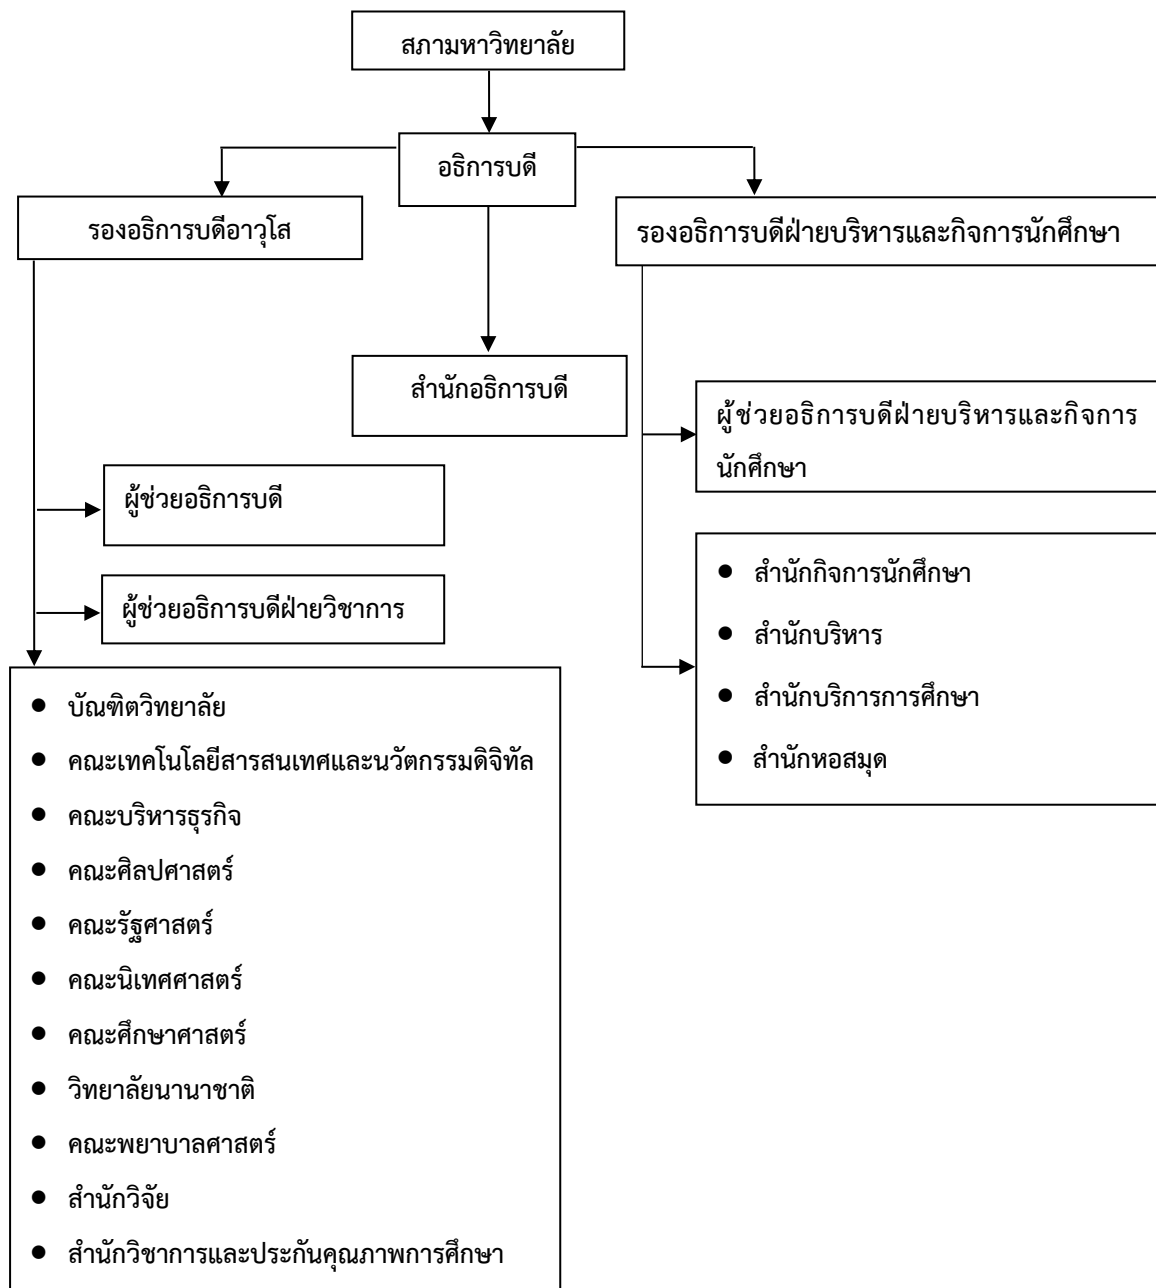 สภามหาวิทยาลัย
อธิการบดี
รองอธิการบดีอาวุโส
รองอธิการบดีฝ่ายบริหารและกิจการนักศึกษา
สำนักอธิการบดี
ผู้ช่วยอธิการบดีฝ่ายบริหารและกิจการ
นักศึกษา
ผู้ช่วยอธิการบดี
ผู้ช่วยอธิการบดีฝ่ายวิชาการ
● สำนักกิจการนักศึกษา
● สำนักบริหาร
● สำนักบริการการศึกษา
● สำนักหอสมุด
● บัณฑิตวิทยาลัย
● คณะเทคโนโลยีสารสนเทศและนวัตกรรมดิจิทัล
● คณะบริหารธุรกิจ
● คณะศิลปศาสตร์
● คณะรัฐศาสตร์
● คณะนิเทศศาสตร์
● คณะศึกษาศาสตร์
● วิทยาลัยนานาชาติ
● คณะพยาบาลศาสตร์
● สำนักวิจัย
● สำนักวิชาการและประกันคุณภาพการศึกษา